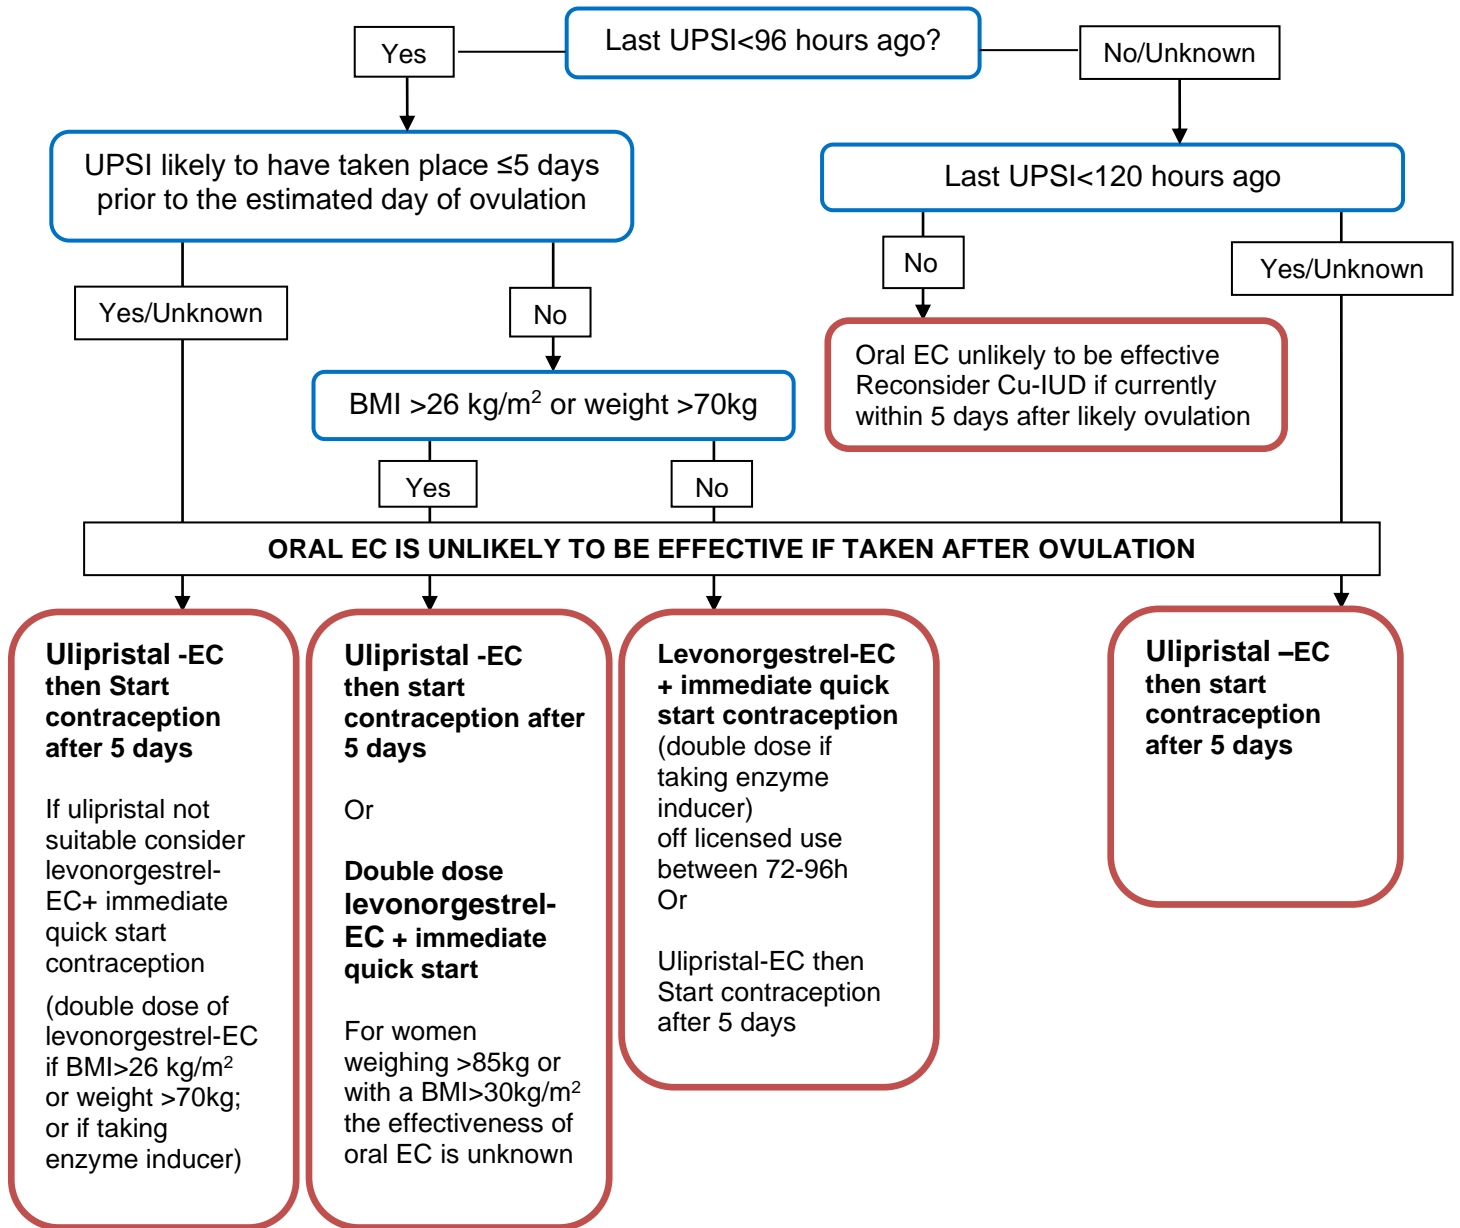 Last UPSI<96 hours ago?
Yes
No/Unknown
UPSI likely to have taken place ≤5 days
prior to the estimated day of ovulation
Last UPSI<120 hours ago
Yes/Unknown
No
No
Yes/Unknown
Oral EC unlikely to be effective
Reconsider Cu-IUD if currently
within 5 days after likely ovulation
BMI >26 kg/m² or weight >70kg
Yes
No
ORAL EC IS UNLIKELY TO BE EFFECTIVE IF TAKEN AFTER OVULATION
Ulipristal -EC
then Start
contraception
after 5 days
If ulipristal not
suitable consider
levonorgestrel-
EC+ immediate
quick start
contraception
(double dose of
levonorgestrel-EC
if BMI>26 kg/m²
or weight >70kg;
or if taking
enzyme inducer)
Ulipristal -EC
then start
contraception after
5 days
Or
Double dose
levonorgestrel-
EC + immediate
quick start
For women
weighing >85kg or
with a BMI>30kg/m²
the effectiveness of
oral EC is unknown
Levonorgestrel-EC
+ immediate quick
start contraception
(double dose if
taking enzyme
inducer)
off licensed use
between 72-96h
Or
Ulipristal-EC then
Start contraception
after 5 days
Ulipristal –EC
then start
contraception
after 5 days